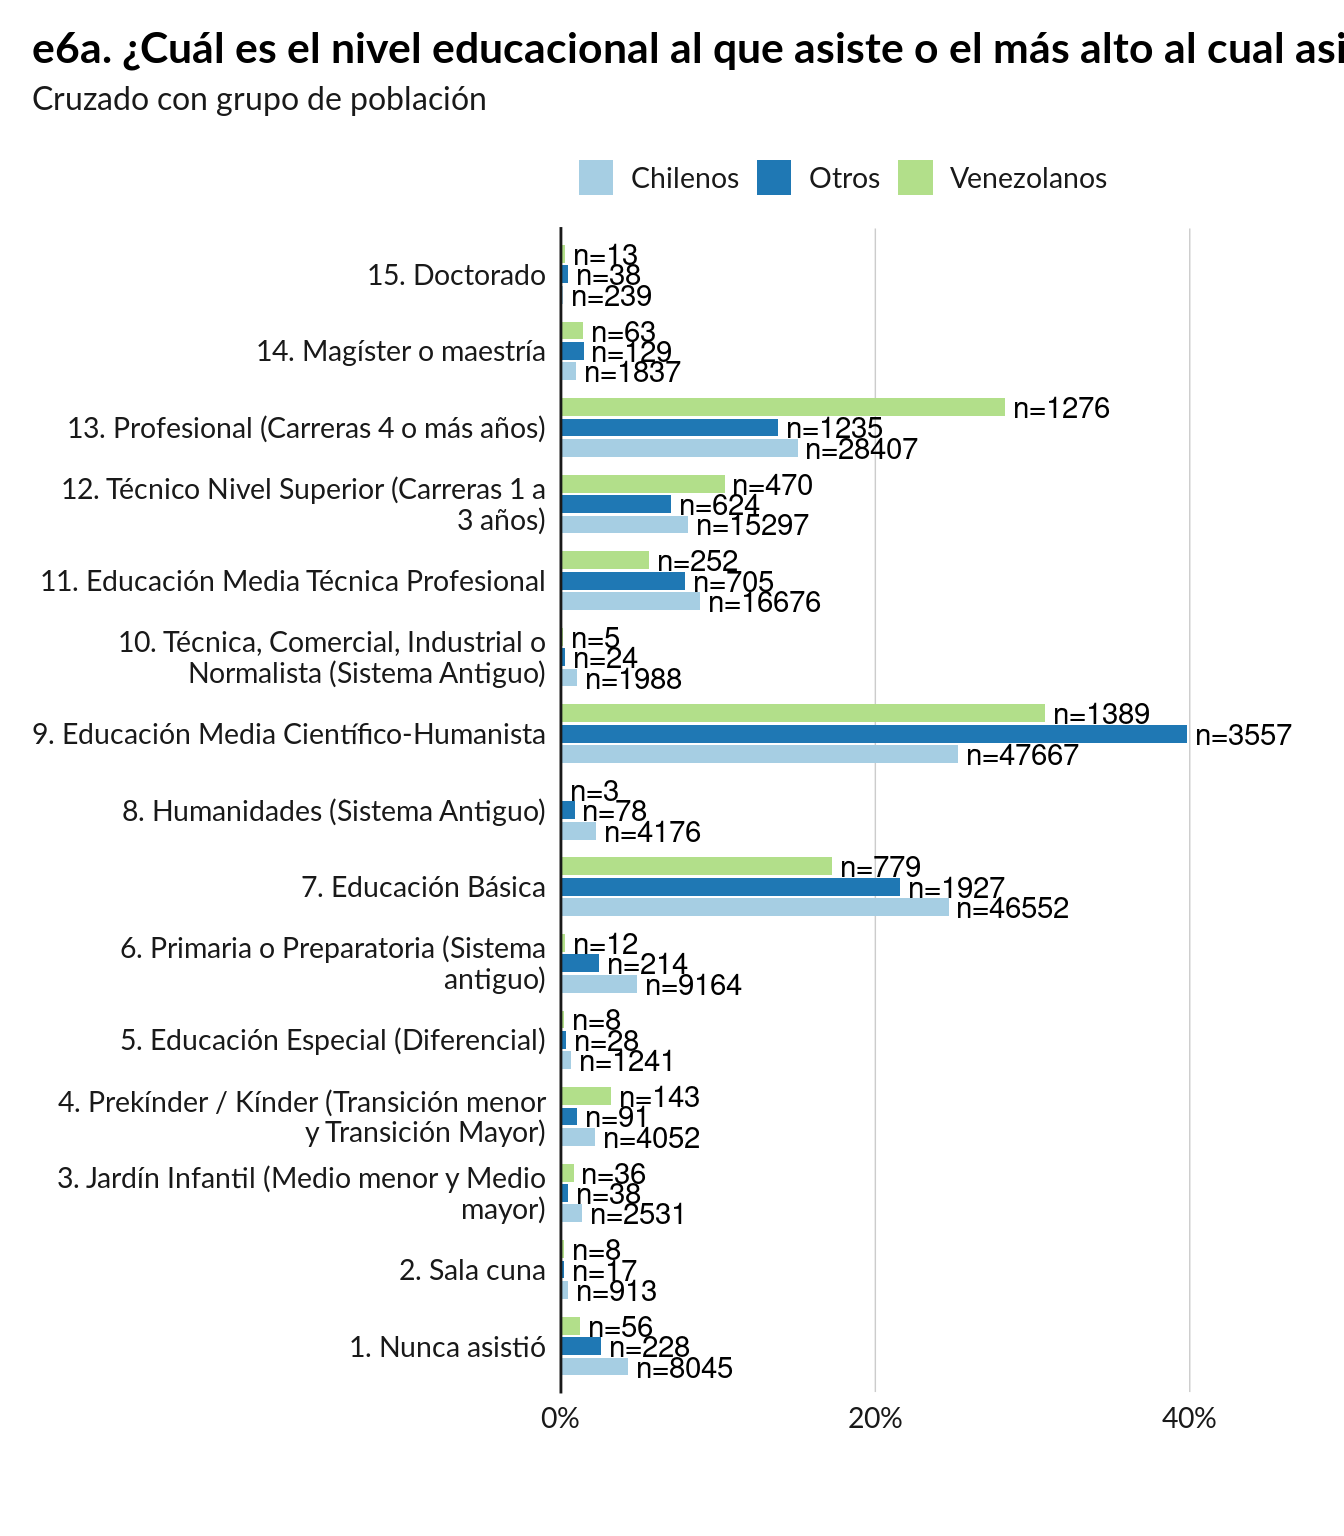 e6a. ¿Cuál es el nivel educacional al que asiste o el más alto al cual asi
Cruzado con grupo de población
Chilenos Otros Venezolanos
15. Doctorado
n=13
n=38
n=239
14. Magíster o maestría
n=63
n=129
n=1837
13. Profesional (Carreras 4 o más años)
n=1276
n=1235
n=28407
12. Técnico Nivel Superior (Carreras 1 a
3 años)
n=470
n=624
n=15297
11. Educación Media Técnica Profesional
n=252
n=705
n=16676
10. Técnica, Comercial, Industrial o
Normalista (Sistema Antiguo)
n=5
n=24
n=1988
9. Educación Media Científico-Humanista
n=1389
n=3557
n=47667
8. Humanidades (Sistema Antiguo)
n=3
n=78
n=4176
7. Educación Básica
n=779
n=1927
n=46552
6. Primaria o Preparatoria (Sistema
antiguo)
n=12
n=214
n=9164
5. Educación Especial (Diferencial)
n=8
n=28
n=1241
4. Prekínder / Kínder (Transición menor
y Transición Mayor)
n=143
n=91
n=4052
3. Jardín Infantil (Medio menor y Medio
mayor)
n=36
n=38
n=2531
2. Sala cuna
n=8
n=17
n=913
1. Nunca asistió
n=56
n=228
n=8045
0% 20% 40%